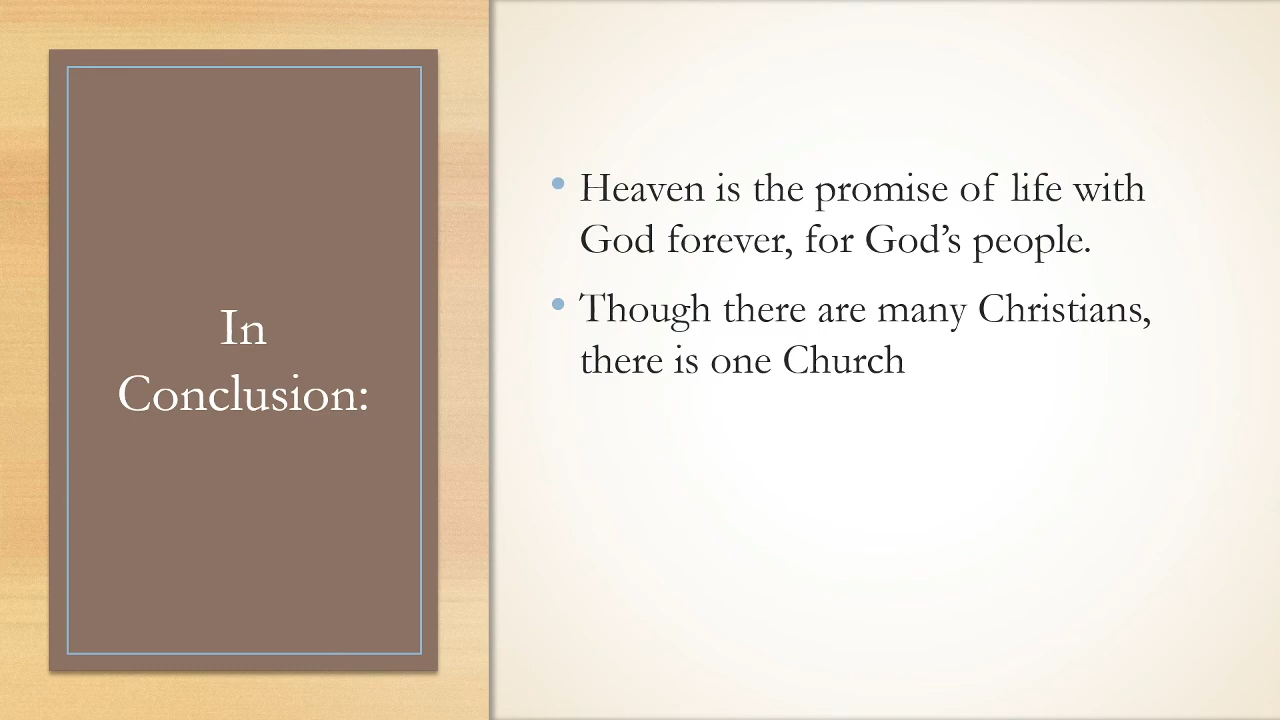 In
Conclusion:
• Heaven is the promise of life with
God forever, for God’s people.
• Though there are many Christians,
there is one Church